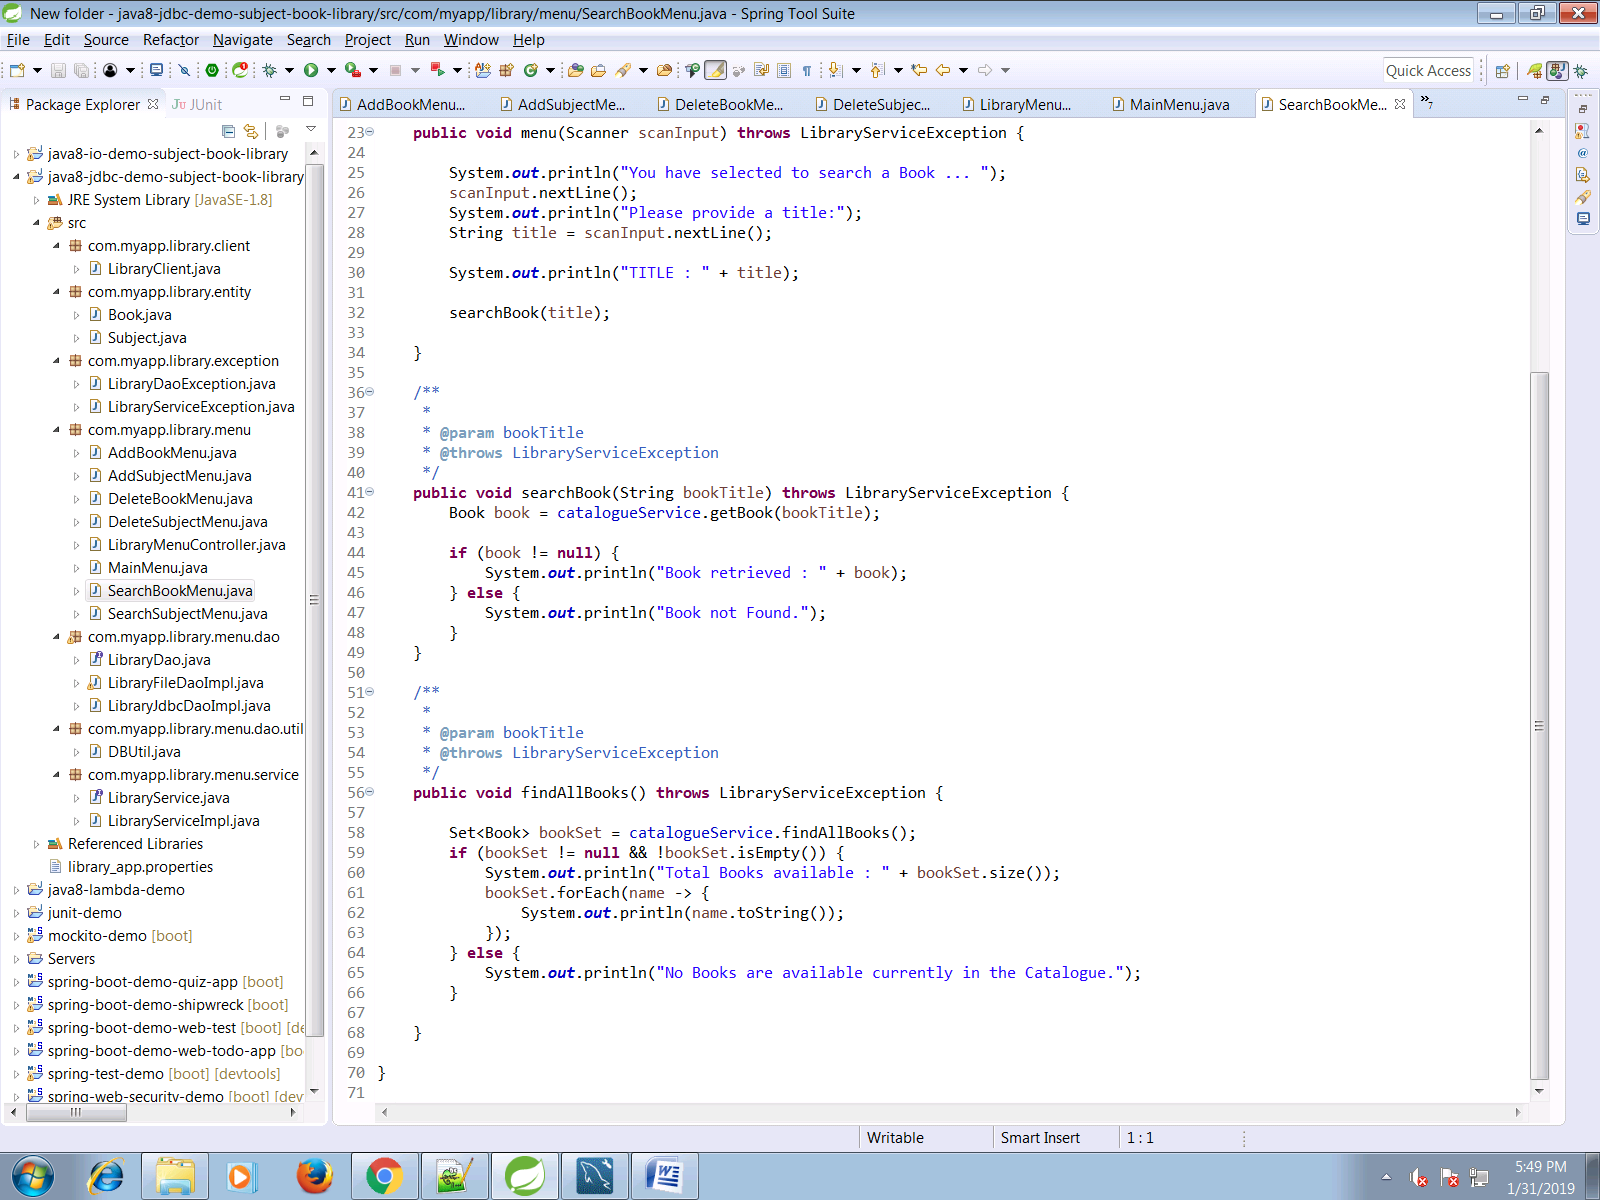 New folder - java8-jdbc-demo-subject-book-library/src/com/myapp/library/menu/SearchBookMenu.java - Spring Tool Suite
File Edit Source Refactor Navigate Search Project Run Window Help
Quick Access
Package Explorer JUnit
AddBookMenu... AddSubjectMe... DeleteBookMe... DeleteSubjec... LibraryMenu... MainMenu.java SearchBookMe... »7
java8-io-demo-subject-book-library
java8-jdbc-demo-subject-book-library
JRE System Library [JavaSE-1.8]
src
com.myapp.library.client
LibraryClient.java
com.myapp.library.entity
Book.java
Subject.java
com.myapp.library.exception
LibraryDaoException.java
LibraryServiceException.java
com.myapp.library.menu
AddBookMenu.java
AddSubjectMenu.java
DeleteBookMenu.java
DeleteSubjectMenu.java
LibraryMenuController.java
MainMenu.java
SearchBookMenu.java
SearchSubjectMenu.java
com.myapp.library.menu.dao
LibraryDao.java
LibraryFileDaoImpl.java
LibraryJdbcDaoImpl.java
com.myapp.library.menu.dao.util
DBUtil.java
com.myapp.library.menu.service
LibraryService.java
LibraryServiceImpl.java
Referenced Libraries
library_app.properties
java8-lambda-demo
junit-demo
mockito-demo [boot]
Servers
spring-boot-demo-quiz-app [boot]
spring-boot-demo-shipwreck [boot]
spring-boot-demo-web-test [boot] [de
spring-boot-demo-web-todo-app [bo
spring-test-demo [boot] [devtools]
spring-web-security-demo [boot] [dev
23 public void menu(Scanner scanInput) throws LibraryServiceException {
24
25 System.out.println("You have selected to search a Book ... ");
26 scanInput.nextLine();
27 System.out.println("Please provide a title:");
28 String title = scanInput.nextLine();
29
30 System.out.println("TITLE : " + title);
31
32 searchBook(title);
33
34 }
35
36 /**
37 *
38 * @param bookTitle
39 * @throws LibraryServiceException
40 */
41 public void searchBook(String bookTitle) throws LibraryServiceException {
42 Book book = catalogueService.getBook(bookTitle);
43
44 if (book != null) {
45 System.out.println("Book retrieved : " + book);
46 } else {
47 System.out.println("Book not Found.");
48 }
49 }
50
51 /**
52 *
53 * @param bookTitle
54 * @throws LibraryServiceException
55 */
56 public void findAllBooks() throws LibraryServiceException {
57
58 Set<Book> bookSet = catalogueService.findAllBooks();
59 if (bookSet != null && !bookSet.isEmpty()) {
60 System.out.println("Total Books available : " + bookSet.size());
61 bookSet.forEach(name -> {
62 System.out.println(name.toString());
63 });
64 } else {
65 System.out.println("No Books are available currently in the Catalogue.");
66 }
67
68 }
69
70 }
71
Writable Smart Insert 1 : 1
5:49 PM
1/31/2019